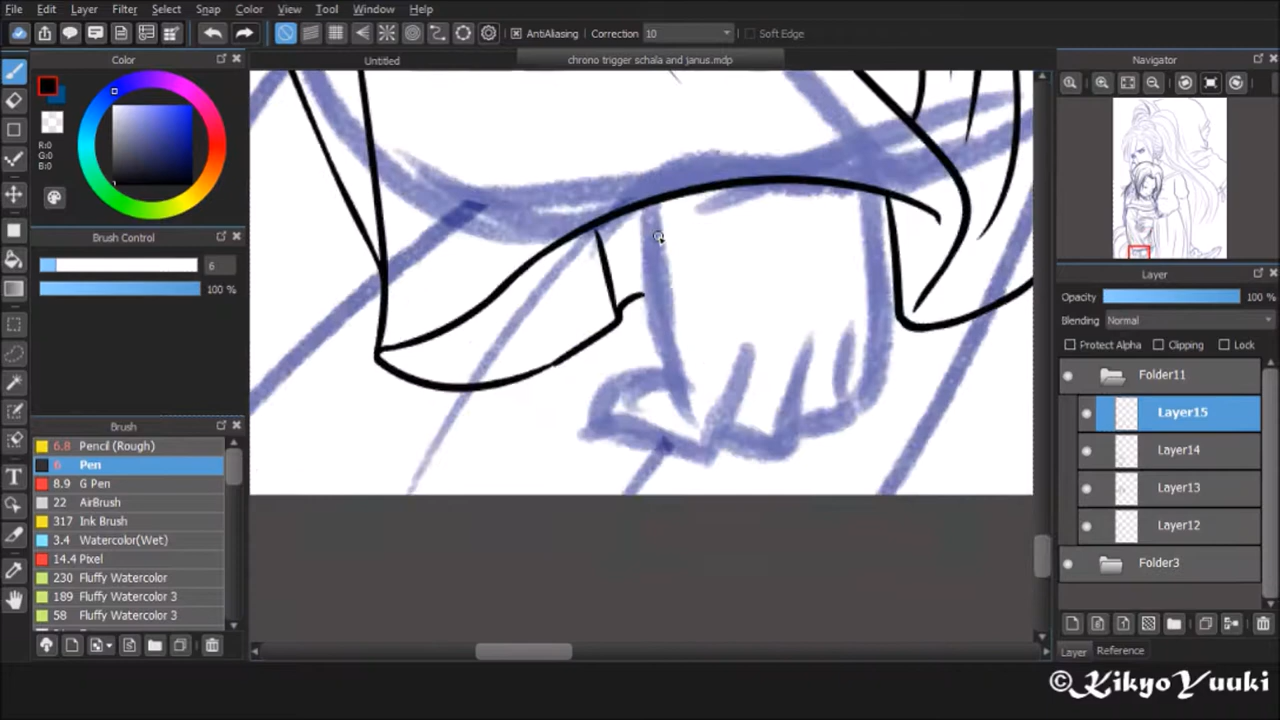 File Edit Layer Filter Select Snap Color View Tool Window Help
AntiAliasing Correction 10 Soft Edge
Color
Untitled
chrono trigger schala and janus.mdp
Navigator
R:0
G:0
B:0
Brush Control
6
100 %
Brush
6.8 Pencil (Rough)
6 Pen
8.9 G Pen
22 AirBrush
317 Ink Brush
3.4 Watercolor(Wet)
14.4 Pixel
230 Fluffy Watercolor
189 Fluffy Watercolor 3
58 Fluffy Watercolor 3
Layer
Opacity 100 %
Blending Normal
Protect Alpha Clipping Lock
Folder11
Layer15
Layer14
Layer13
Layer12
Folder3
Layer Reference
©KikyoYuuki